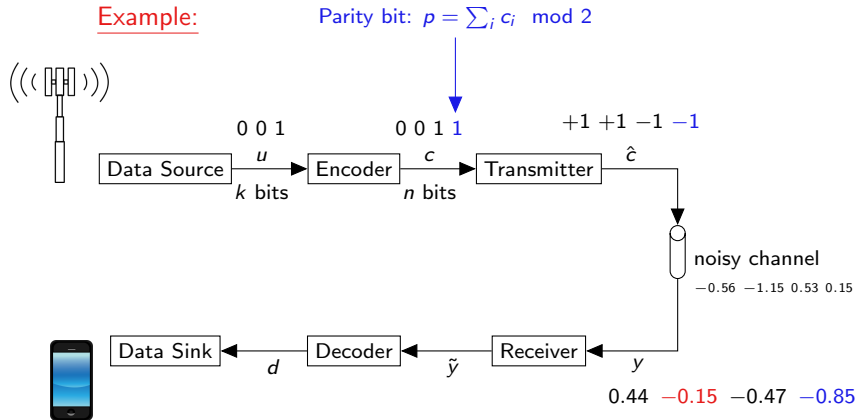 Example:
Parity bit: p = ∑ᵢ cᵢ mod 2
0 0 1
0 0 1 1
+1 +1 −1 −1
Data Source
u
k bits
Encoder
c
n bits
Transmitter
ĉ
noisy channel
−0.56 −1.15 0.53 0.15
Data Sink
d
Decoder
ỹ
Receiver
y
0.44 −0.15 −0.47 −0.85